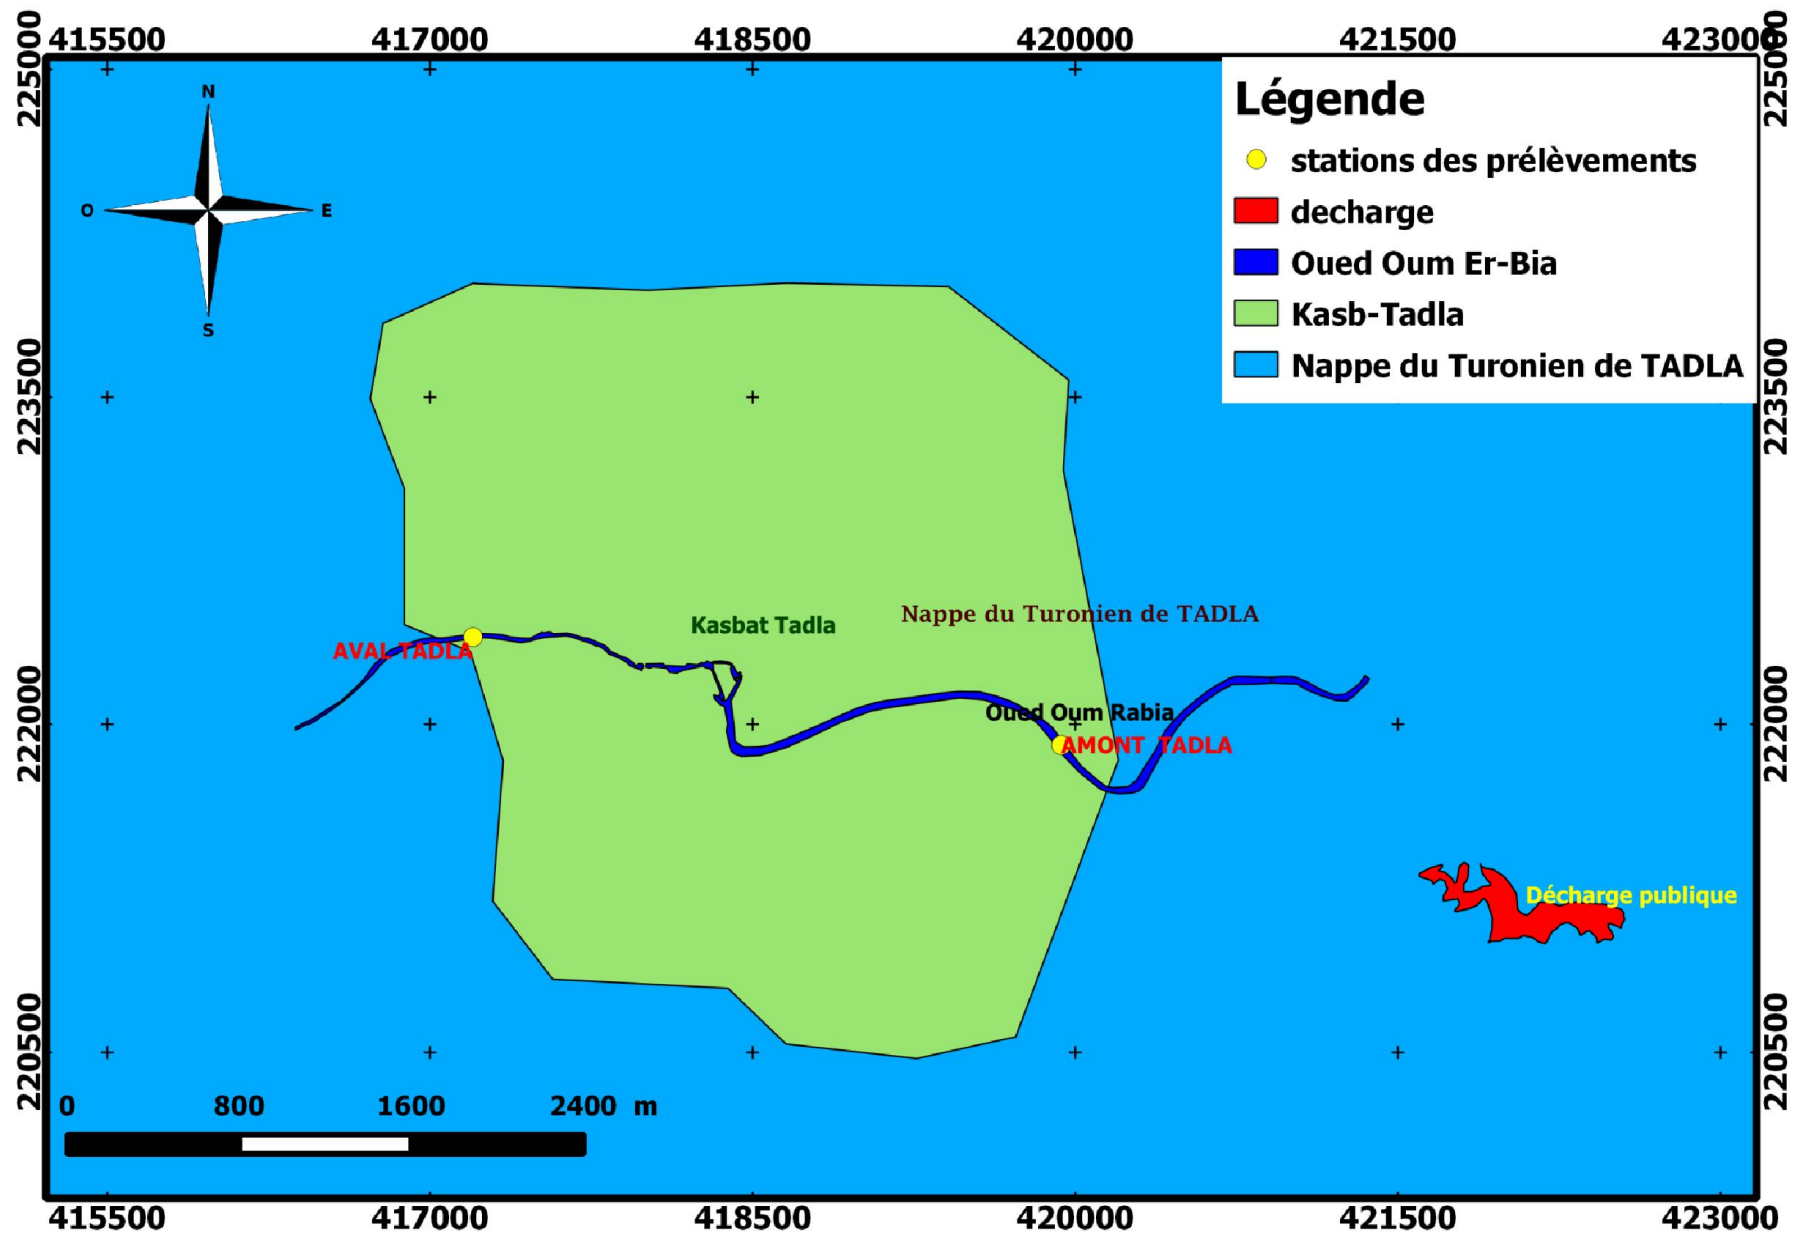 415500 417000 418500 420000 421500 423000
225000
225000
Légende
stations des prélèvements
decharge
Oued Oum Er-Bia
Kasb-Tadla
Nappe du Turonien de TADLA
N
O
E
S
223500
223500
Nappe du Turonien de TADLA
Kasbat Tadla
AVAL TADLA
Oued Oum Rabia
AMONT TADLA
222000
222000
Décharge publique
220500
220500
0 800 1600 2400 m
415500 417000 418500 420000 421500 423000